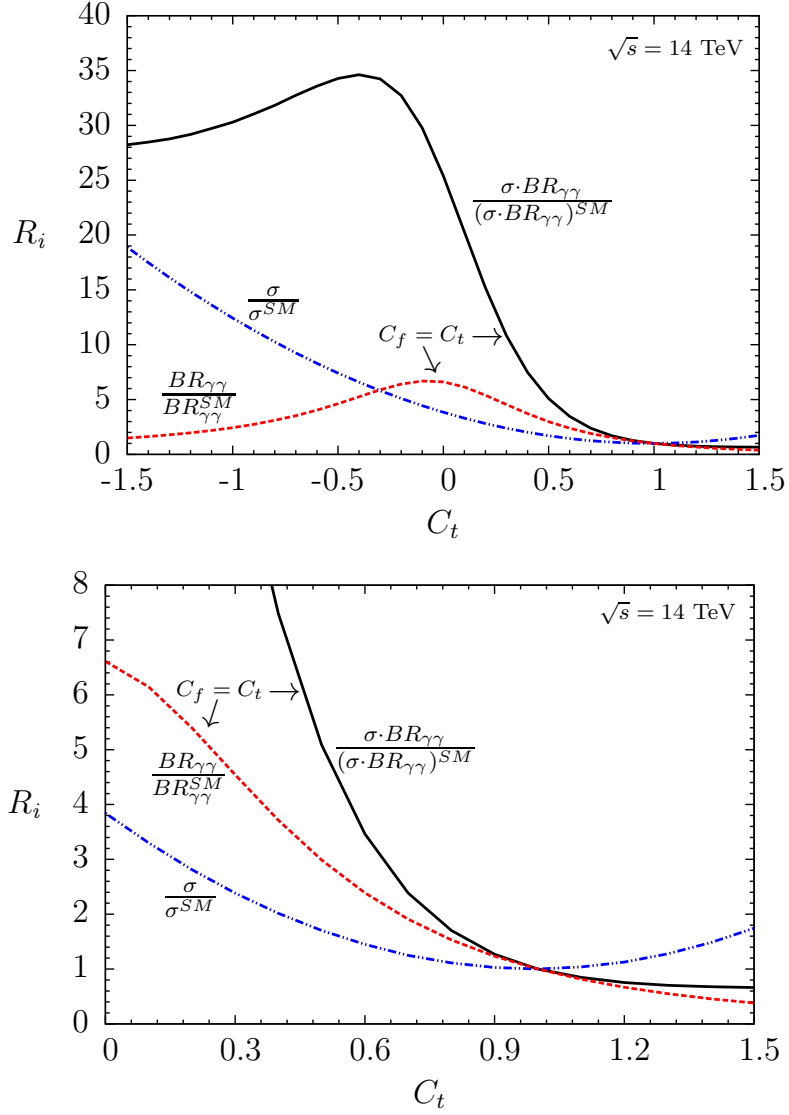 40
35
30
25
20
15
10
5
0
R_i
√s = 14 TeV
σ·BR_γγ / (σ·BR_γγ)^SM
σ / σ^SM
C_f = C_t →
BR_γγ / BR_γγ^SM
-1.5 -1 -0.5 0 0.5 1 1.5
C_t
8
7
6
5
4
3
2
1
0
R_i
√s = 14 TeV
C_f = C_t →
σ·BR_γγ / (σ·BR_γγ)^SM
BR_γγ / BR_γγ^SM
σ / σ^SM
0 0.3 0.6 0.9 1.2 1.5
C_t